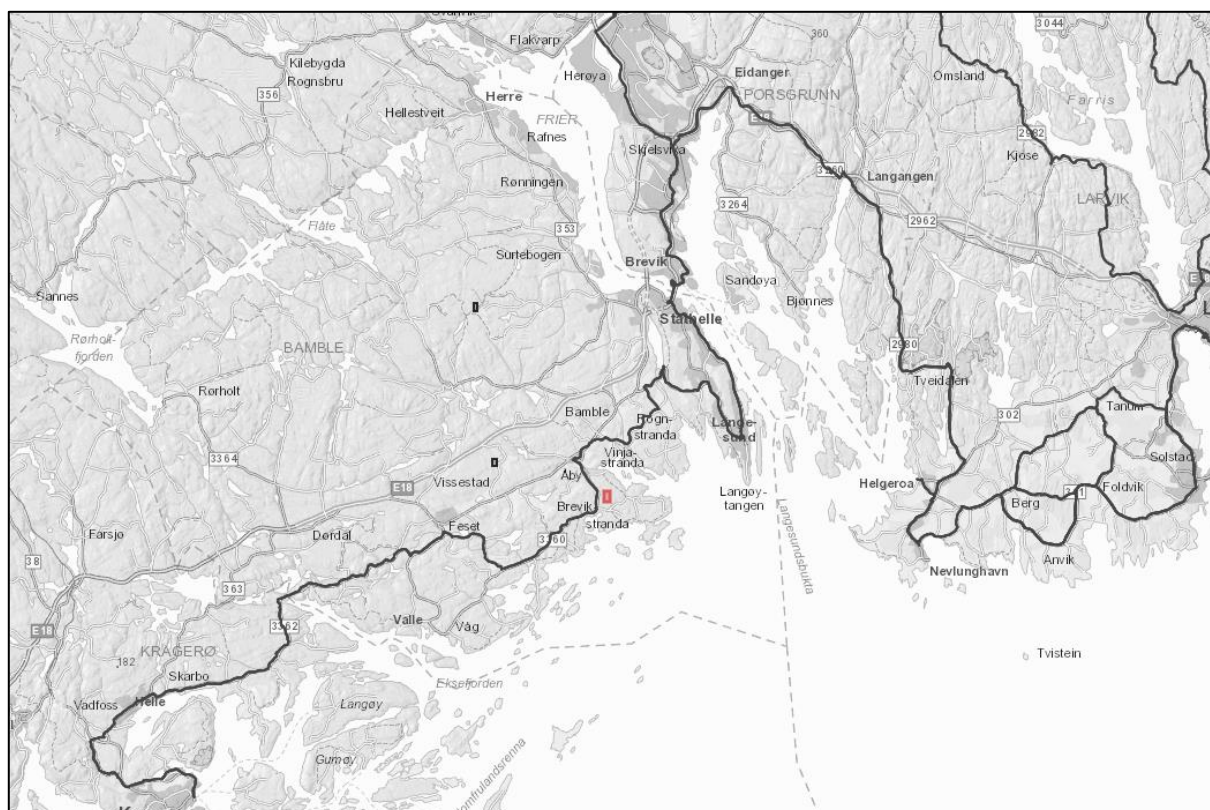 Flakvarp
360
3044
Kilebygda
Rognsbru
Herøya
Eidanger
Omsland
Farris
356
Herre
PORSGRUNN
Hellestveit
FRIER
E18
Rafnes
2982
Skjelsvika
Kjose
Rønningen
3260
Langangen
LARVIK
3264
Flåte
353
2962
Surtebogen
Brevik
Sandøya
Bjønnes
Sannes
Stathelle
Rørholt-
fjorden
BAMBLE
2980
Rørholt
Tveidalen
Bamble
302
Tanum
Rogn-
stranda
Lange-
sund
3364
Vinja-
stranda
Solstad
Åby
Vissestad
E18
Helgeroa
Foldvik
Langøy-
tangen
Brevik
stranda
Berg
301
Feset
Farsjø
Dørdal
3360
Langesundsbukta
38
Anvik
Nevlunghavn
363
Valle
Våg
E18
3362
KRAGERØ
182
Tvistein
Skarbo
Eksefjorden
Helle
Vadfoss
Langøy
Gumøy